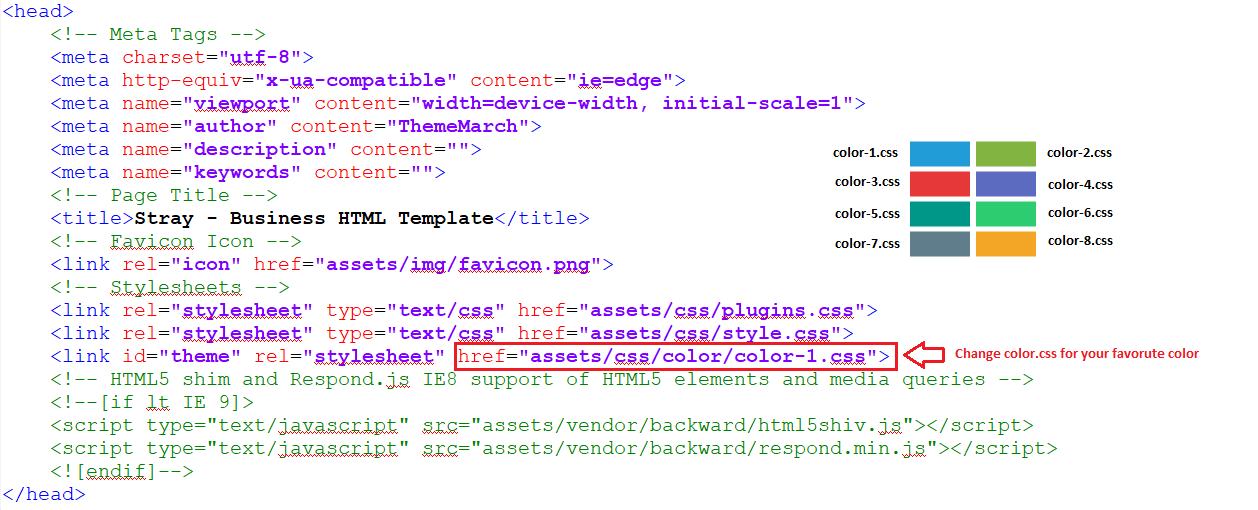 <head>
<!-- Meta Tags -->
<meta charset="utf-8">
<meta http-equiv="x-ua-compatible" content="ie=edge">
<meta name="viewport" content="width=device-width, initial-scale=1">
<meta name="author" content="ThemeMarch">
<meta name="description" content="">
<meta name="keywords" content="">
<!-- Page Title -->
<title>Stray - Business HTML Template</title>
<!-- Favicon Icon -->
<link rel="icon" href="assets/img/favicon.png">
<!-- Stylesheets -->
<link rel="stylesheet" type="text/css" href="assets/css/plugins.css">
<link rel="stylesheet" type="text/css" href="assets/css/style.css">
<link id="theme" rel="stylesheet" href="assets/css/color/color-1.css">
Change color.css for your favorute color
<!-- HTML5 shim and Respond.js IE8 support of HTML5 elements and media queries -->
<!--[if lt IE 9]>
<script type="text/javascript" src="assets/vendor/backward/html5shiv.js"></script>
<script type="text/javascript" src="assets/vendor/backward/respond.min.js"></script>
<![endif]-->
</head>
color-1.css color-2.css
color-3.css color-4.css
color-5.css color-6.css
color-7.css color-8.css